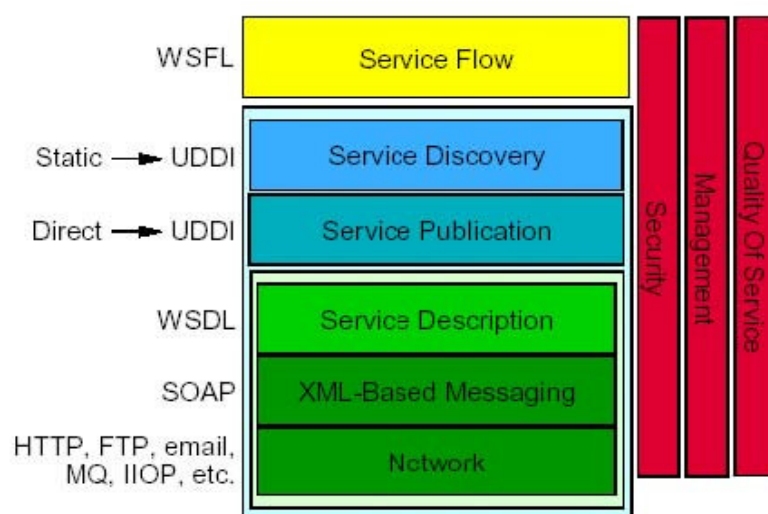 WSFL
Service Flow
Static
UDDI
Service Discovery
Direct
UDDI
Service Publication
WSDL
Service Description
SOAP
XML-Based Messaging
HTTP, FTP, email,
MQ, IIOP, etc.
Network
Security
Management
Quality Of Service